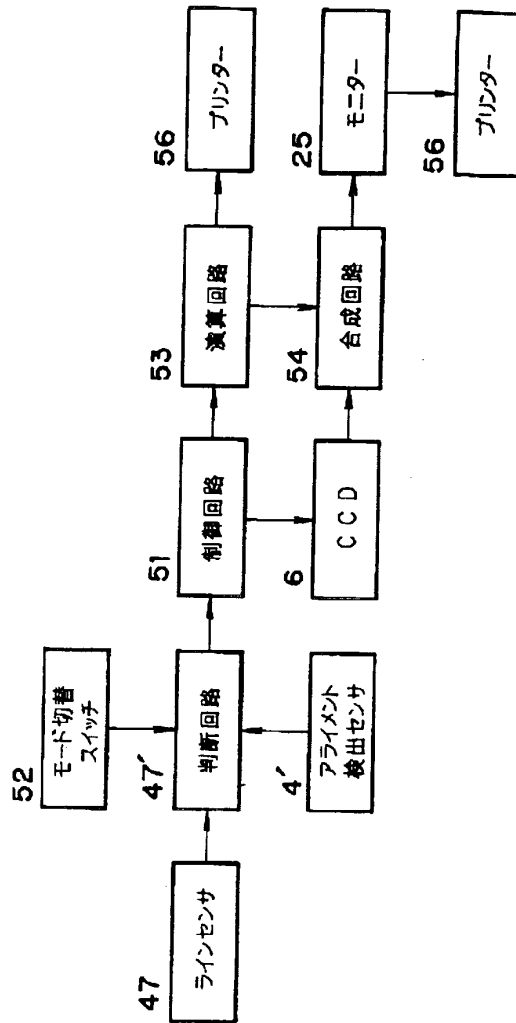 52
モード切替
スイッチ
47
ラインセンサ
47′
判断回路
4′
アライメント
検出センサ
51
制御回路
6
CCD
53
演算回路
54
合成回路
56
プリンター
25
モニター
56
プリンター